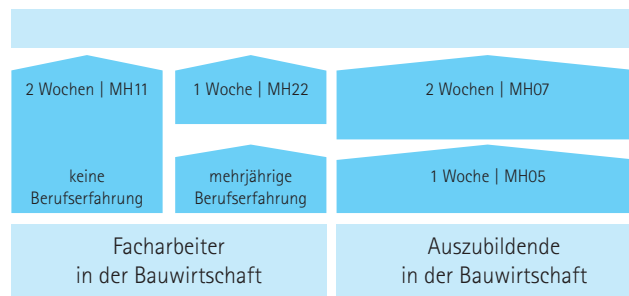 2 Wochen | MH11
1 Woche | MH22
2 Wochen | MH07
keine
Berufserfahrung
mehrjährige
Berufserfahrung
1 Woche | MH05
Facharbeiter
in der Bauwirtschaft
Auszubildende
in der Bauwirtschaft